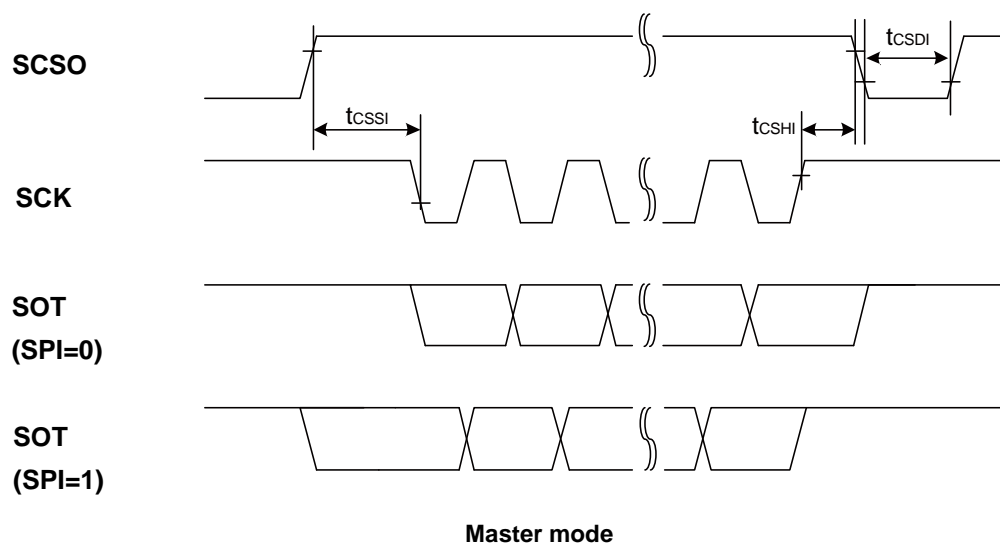 SCSO
tCSDI
tCSSI
tCSHI
SCK
SOT
(SPI=0)
SOT
(SPI=1)
Master mode